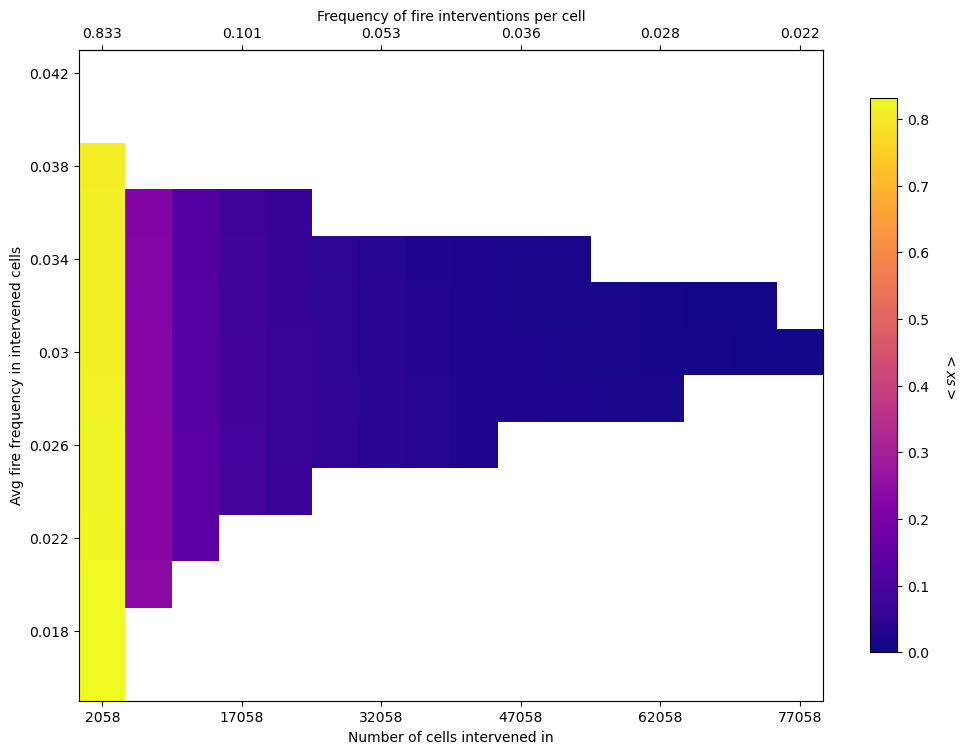 Frequency of fire interventions per cell
0.833 0.101 0.053 0.036 0.028 0.022
0.042
0.038
0.034
0.03
0.026
0.022
0.018
Avg fire frequency in intervened cells
2058 17058 32058 47058 62058 77058
Number of cells intervened in
0.8
0.7
0.6
0.5
0.4
0.3
0.2
0.1
0.0
< sx >